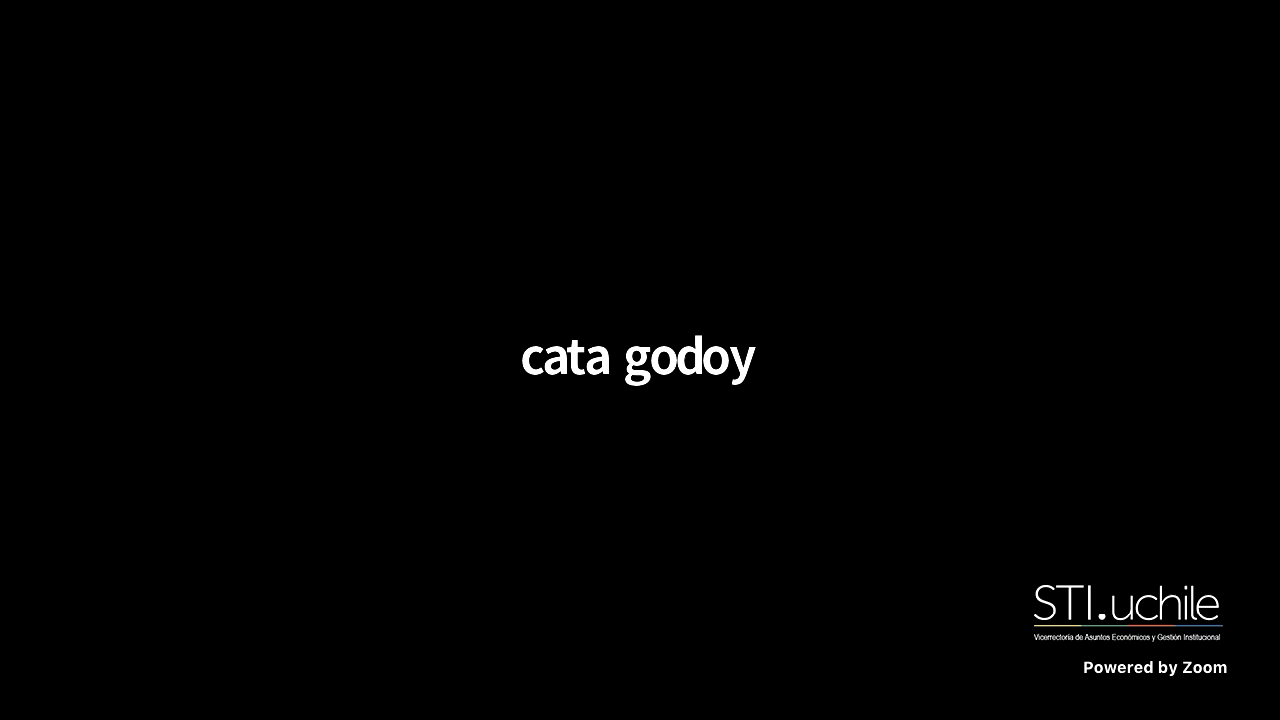 cata godoy
STI.uchile
Vicerrectoría de Asuntos Económicos y Gestión Institucional
Powered by Zoom